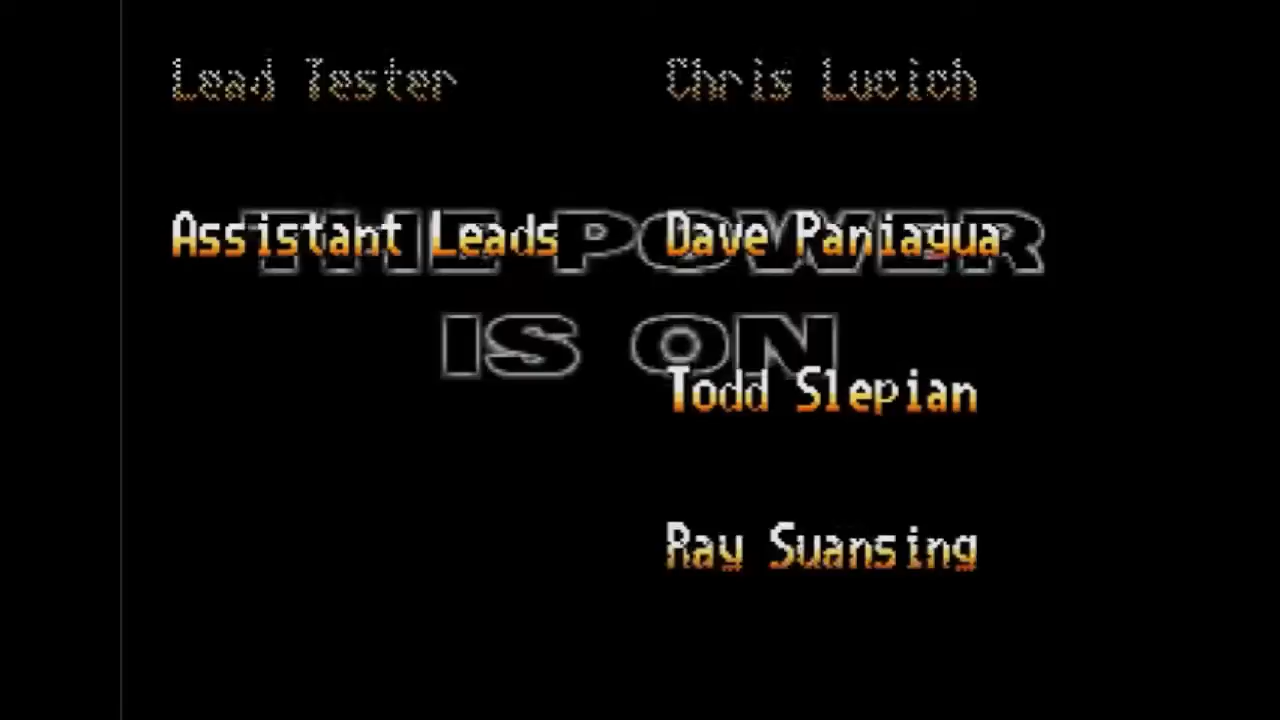 Lead Tester Chris Lucich
Assistant Leads Dave Paniagua
THE POWER
IS ON
Todd Slepian
Ray Suansing